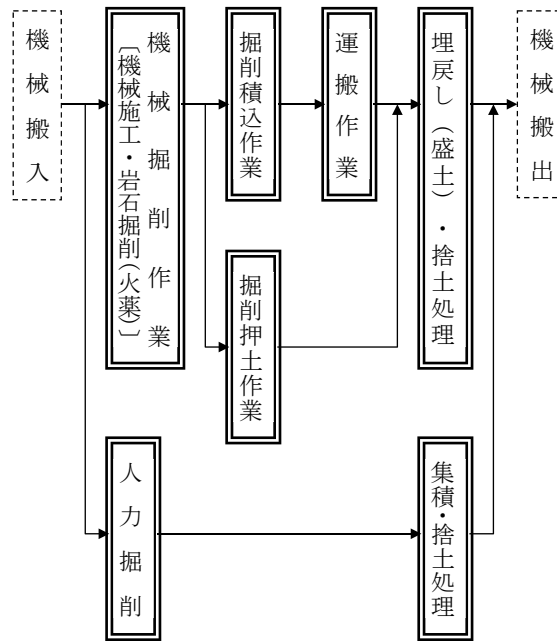 機械搬入
機械掘削作業
〔機械施工・岩石掘削(火薬)〕
掘削積込作業
運搬作業
埋戻し(盛土)・捨土処理
機械搬出
掘削押土作業
人力掘削
集積・捨土処理